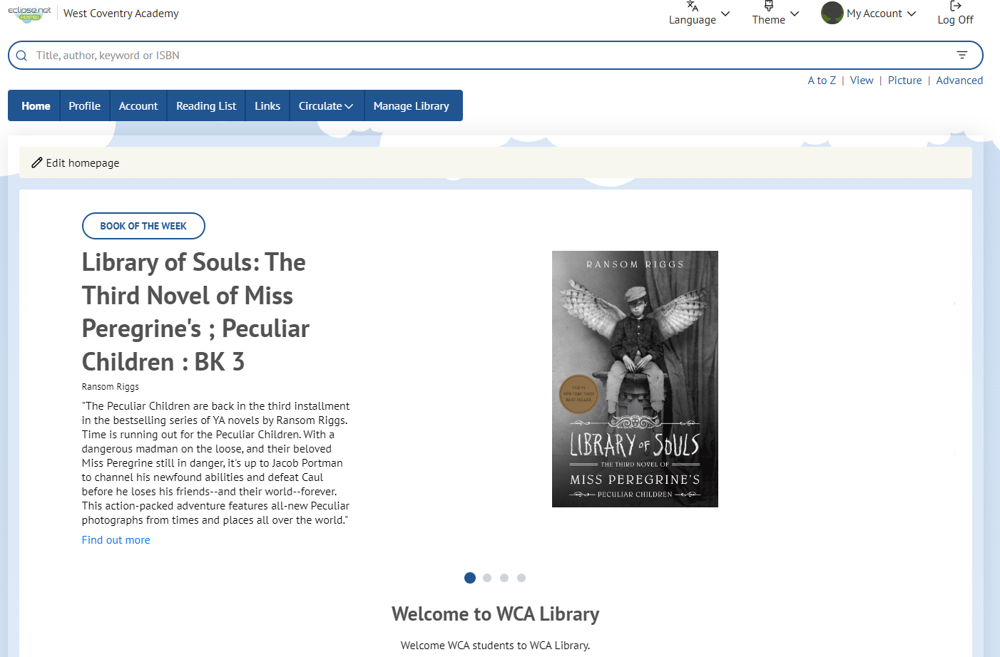 eclipse.net
HOSTED
West Coventry Academy
Language
Theme
My Account
Log Off
Title, author, keyword or ISBN
A to Z | View | Picture | Advanced
Home
Profile
Account
Reading List
Links
Circulate
Manage Library
Edit homepage
BOOK OF THE WEEK
Library of Souls: The
Third Novel of Miss
Peregrine's ; Peculiar
Children : BK 3
Ransom Riggs
"The Peculiar Children are back in the third installment
in the bestselling series of YA novels by Ransom Riggs.
Time is running out for the Peculiar Children. With a
dangerous madman on the loose, and their beloved
Miss Peregrine still in danger, it's up to Jacob Portman
to channel his newfound abilities and defeat Caul
before he loses his friends--and their world--forever.
This action-packed adventure features all-new Peculiar
photographs from times and places all over the world."
Find out more
RANSOM RIGGS
THE #1
NEW YORK TIMES
BEST SELLER
LIBRARY OF SOULS
THE THIRD NOVEL OF
MISS PEREGRINE'S
PECULIAR CHILDREN
Welcome to WCA Library
Welcome WCA students to WCA Library.